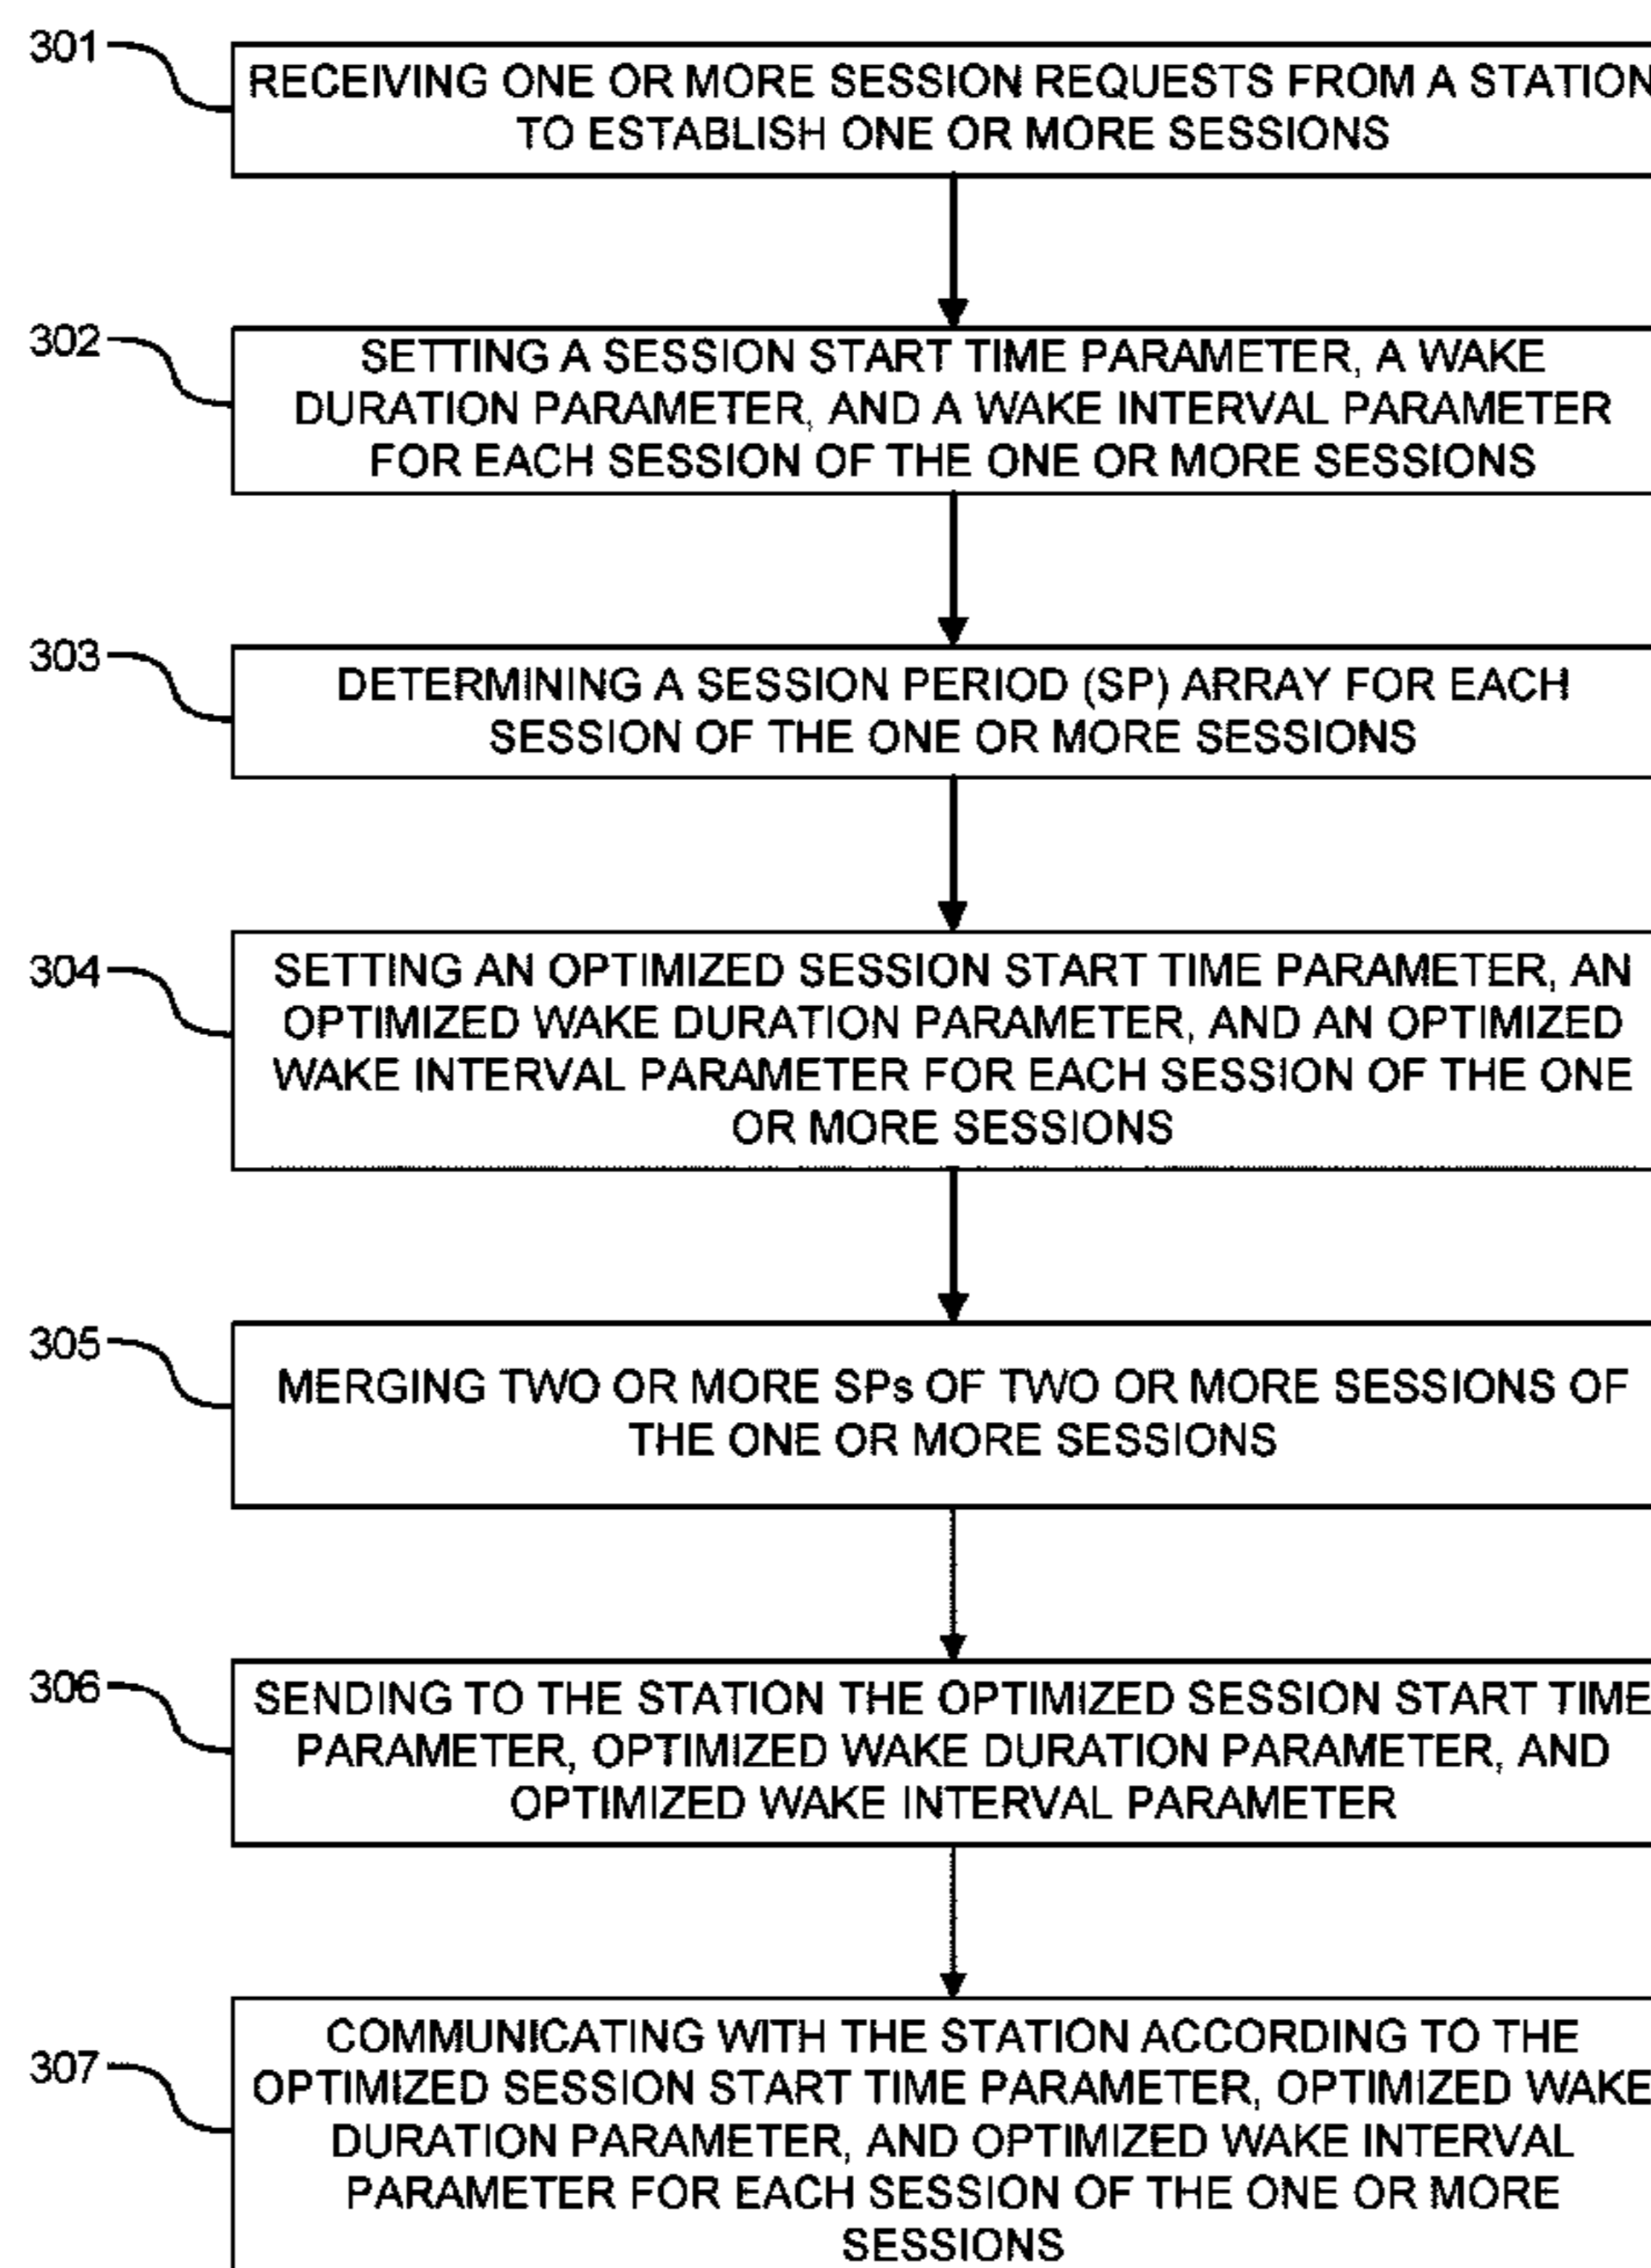 301
RECEIVING ONE OR MORE SESSION REQUESTS FROM A STATION
TO ESTABLISH ONE OR MORE SESSIONS
302
SETTING A SESSION START TIME PARAMETER, A WAKE
DURATION PARAMETER, AND A WAKE INTERVAL PARAMETER
FOR EACH SESSION OF THE ONE OR MORE SESSIONS
303
DETERMINING A SESSION PERIOD (SP) ARRAY FOR EACH
SESSION OF THE ONE OR MORE SESSIONS
304
SETTING AN OPTIMIZED SESSION START TIME PARAMETER, AN
OPTIMIZED WAKE DURATION PARAMETER, AND AN OPTIMIZED
WAKE INTERVAL PARAMETER FOR EACH SESSION OF THE ONE
OR MORE SESSIONS
305
MERGING TWO OR MORE SPs OF TWO OR MORE SESSIONS OF
THE ONE OR MORE SESSIONS
306
SENDING TO THE STATION THE OPTIMIZED SESSION START TIME
PARAMETER, OPTIMIZED WAKE DURATION PARAMETER, AND
OPTIMIZED WAKE INTERVAL PARAMETER
307
COMMUNICATING WITH THE STATION ACCORDING TO THE
OPTIMIZED SESSION START TIME PARAMETER, OPTIMIZED WAKE
DURATION PARAMETER, AND OPTIMIZED WAKE INTERVAL
PARAMETER FOR EACH SESSION OF THE ONE OR MORE
SESSIONS